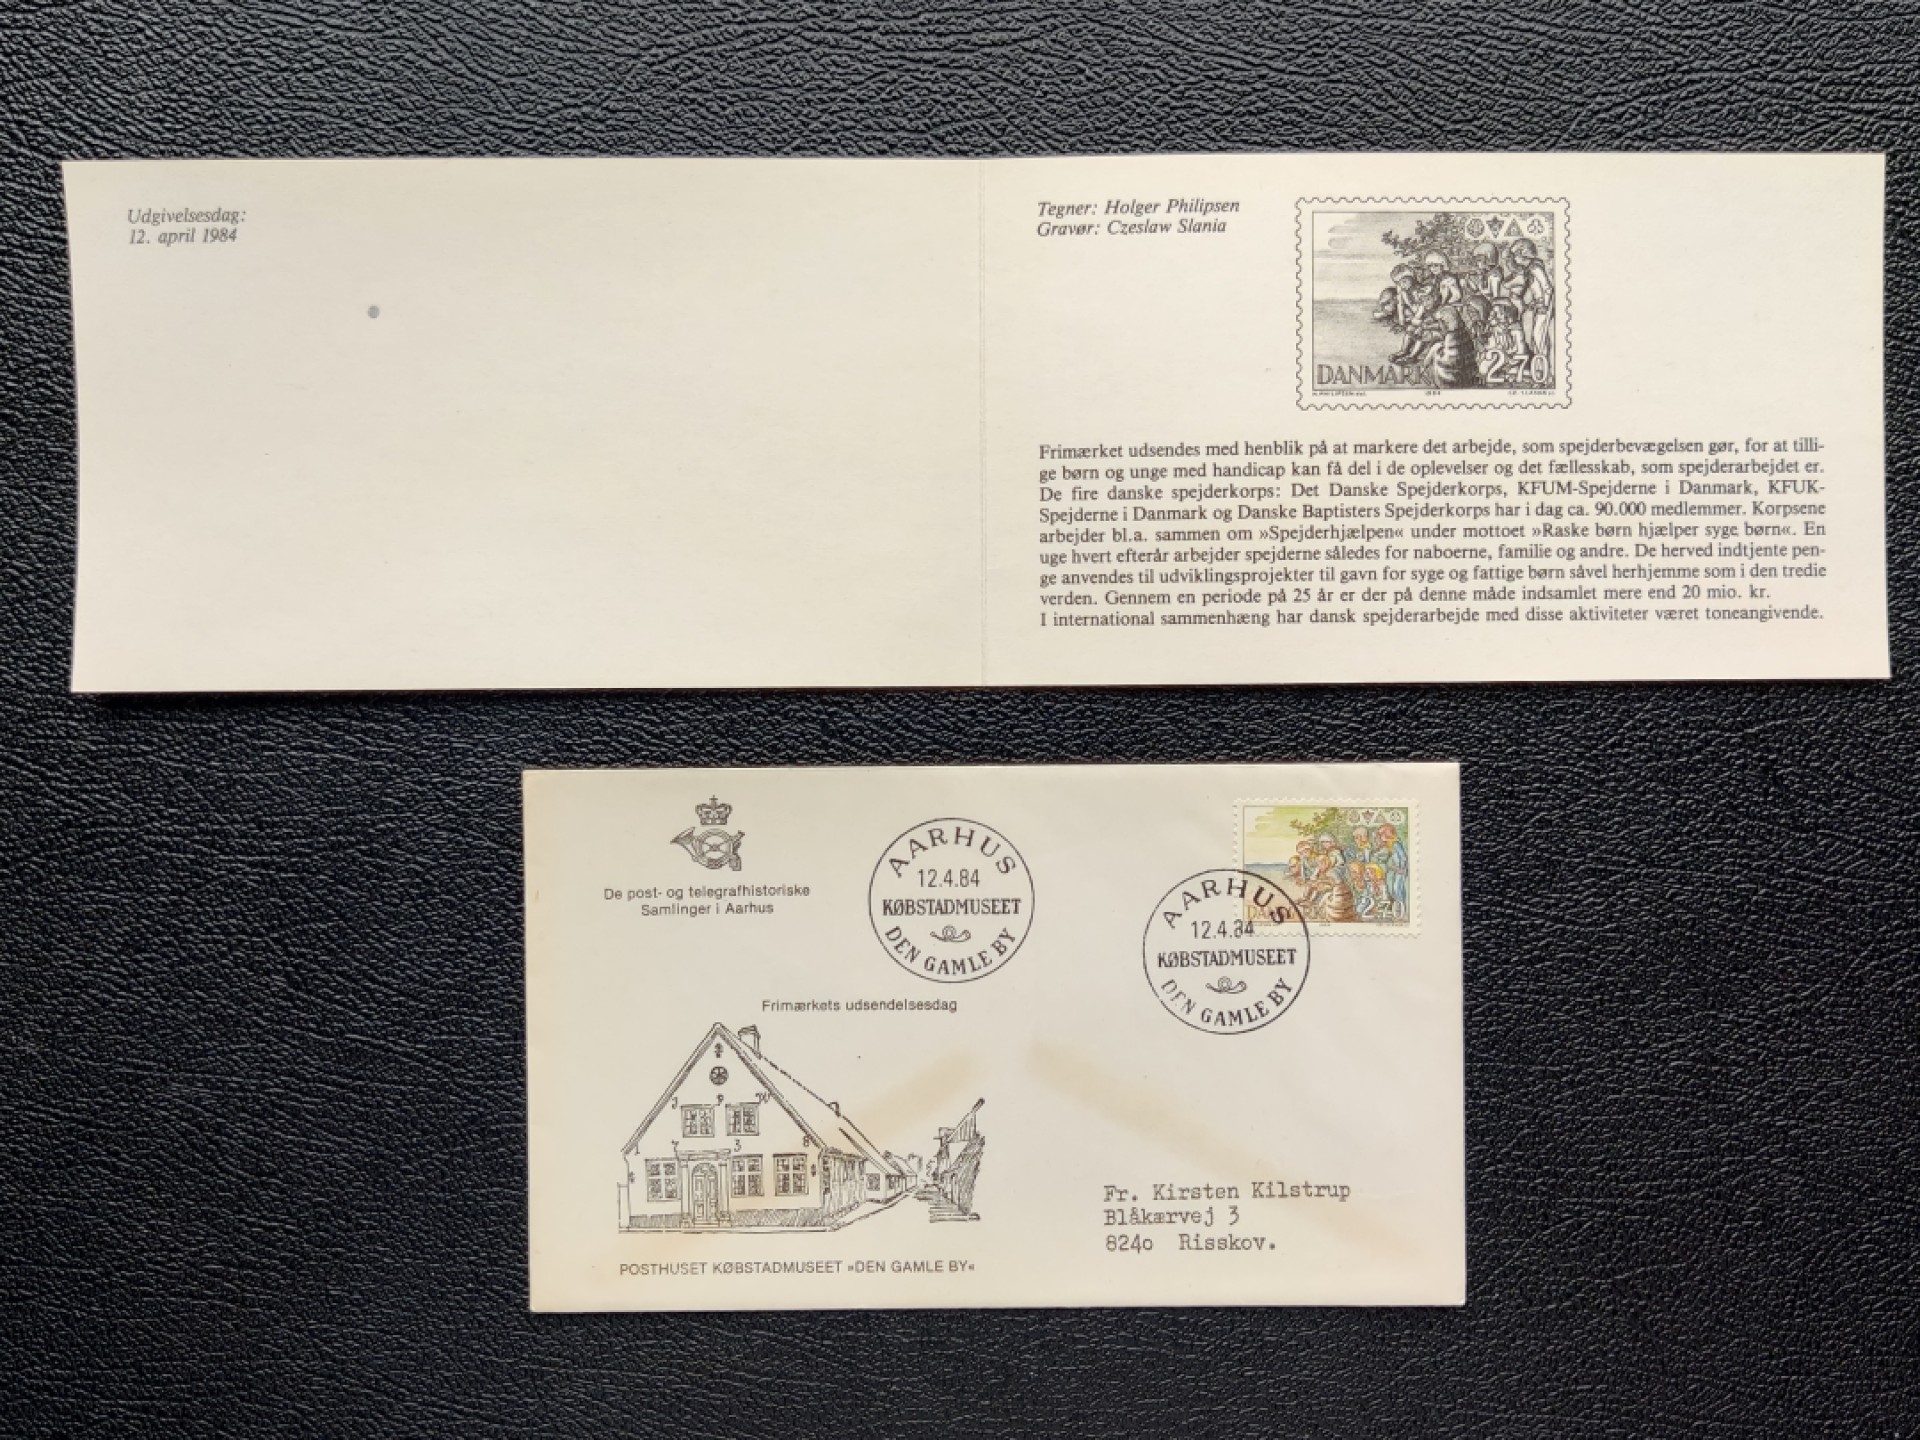 Udgivelsesdag:
12. april 1984
Tegner: Holger Philipsen
Gravør: Czeslaw Slania
DANMARK 2.70
1984
Frimærket udsendes med henblik på at markere det arbejde, som spejderbevægelsen gør, for at tilli-
ge børn og unge med handicap kan få del i de oplevelser og det fællesskab, som spejderarbejdet er.
De fire danske spejderkorps: Det Danske Spejderkorps, KFUM-Spejderne i Danmark, KFUK-
Spejderne i Danmark og Danske Baptisters Spejderkorps har i dag ca. 90.000 medlemmer. Korpsene
arbejder bl.a. sammen om »Spejderhjælpen« under mottoet »Raske børn hjælper syge børn«. En
uge hvert efterår arbejder spejderne således for naboerne, familie og andre. De herved indtjente pen-
ge anvendes til udviklingsprojekter til gavn for syge og fattige børn såvel herhjemme som i den tredie
verden. Gennem en periode på 25 år er der på denne måde indsamlet mere end 20 mio. kr.
I international sammenhæng har dansk spejderarbejde med disse aktiviteter været toneangivende.
De post- og telegrafhistoriske
Samlinger i Aarhus
AARHUS
12.4.84
KØBSTADMUSEET
DEN GAMLE BY
DANMARK 2.70
AARHUS
12.4.84
KØBSTADMUSEET
DEN GAMLE BY
Frimærkets udsendelsesdag
J P W
1 7 3 8
POSTHUSET KØBSTADMUSEET »DEN GAMLE BY«
Fr. Kirsten Kilstrup
Blåkærvej 3
824o Risskov.